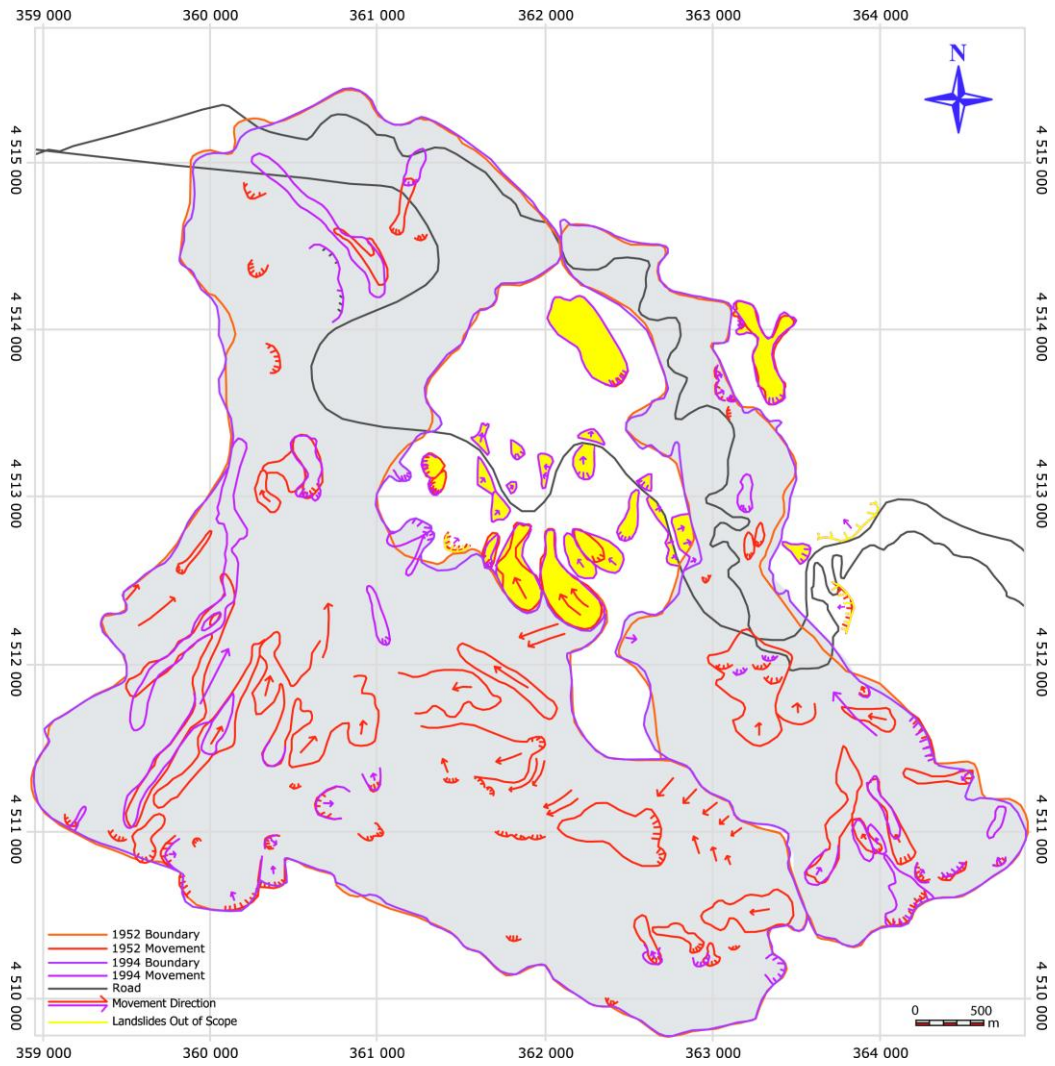 359 000 360 000 361 000 362 000 363 000 364 000
N
4 515 000 4 515 000
4 514 000 4 514 000
4 513 000 4 513 000
4 512 000 4 512 000
4 511 000 4 511 000
4 510 000 4 510 000
1952 Boundary
1952 Movement
1994 Boundary
1994 Movement
Road
Movement Direction
Landslides Out of Scope
0 500
m
359 000 360 000 361 000 362 000 363 000 364 000